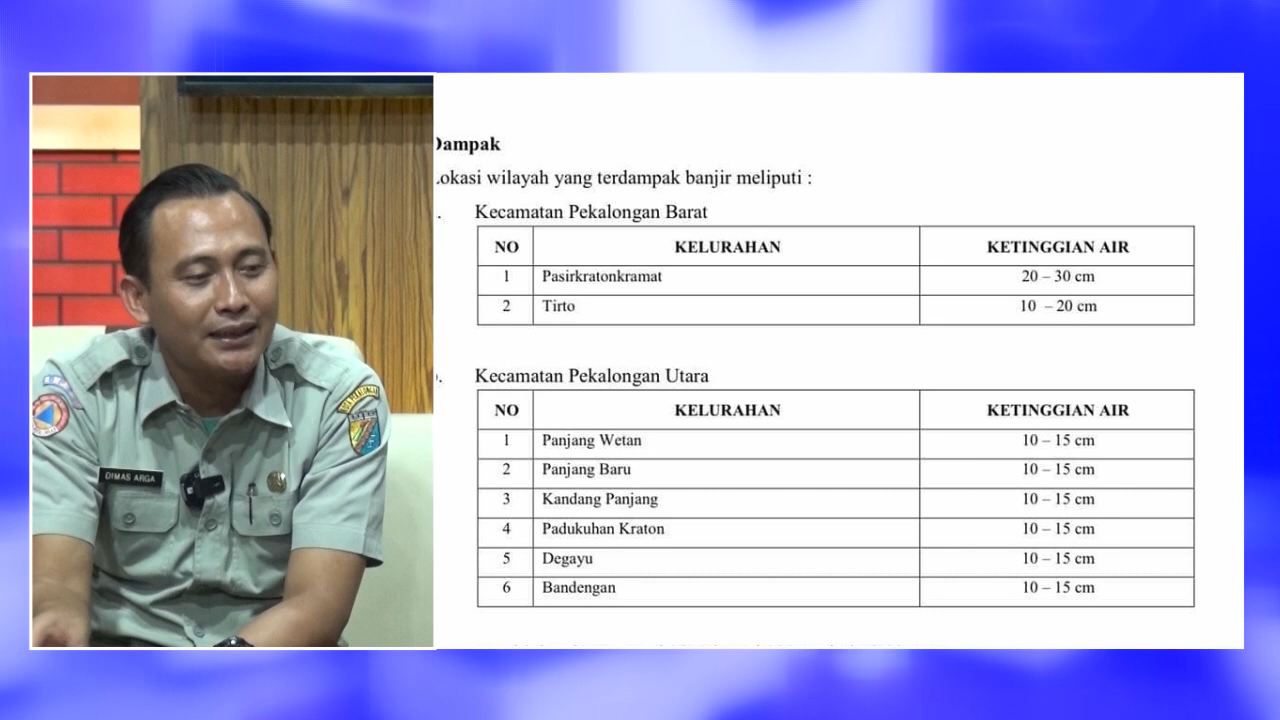 Dampak
Lokasi wilayah yang terdampak banjir meliputi :
. Kecamatan Pekalongan Barat
NO KELURAHAN KETINGGIAN AIR
1 Pasirkratonkramat 20 – 30 cm
2 Tirto 10 – 20 cm
. Kecamatan Pekalongan Utara
NO KELURAHAN KETINGGIAN AIR
1 Panjang Wetan 10 – 15 cm
2 Panjang Baru 10 – 15 cm
3 Kandang Panjang 10 – 15 cm
4 Padukuhan Kraton 10 – 15 cm
5 Degayu 10 – 15 cm
6 Bandengan 10 – 15 cm
DIMAS ARGA